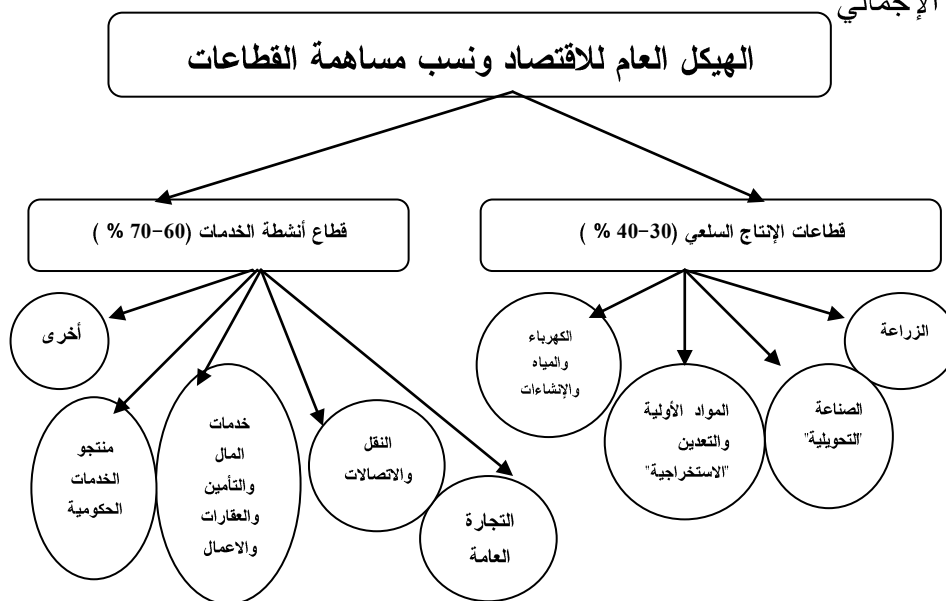 الإجمالي
الهيكل العام للاقتصاد ونسب مساهمة القطاعات
قطاعات الإنتاج السلعي (30-40 % )
قطاع أنشطة الخدمات (60-70 % )
الزراعة
الصناعة
"التحويلية"
المواد الأولية
والتعدين
"الاستخراجية"
الكهرباء
والمياه
والإنشاءات
التجارة
العامة
النقل
والاتصالات
خدمات
المال
والتأمين
والعقارات
والاعمال
منتجو
الخدمات
الحكومية
أخرى